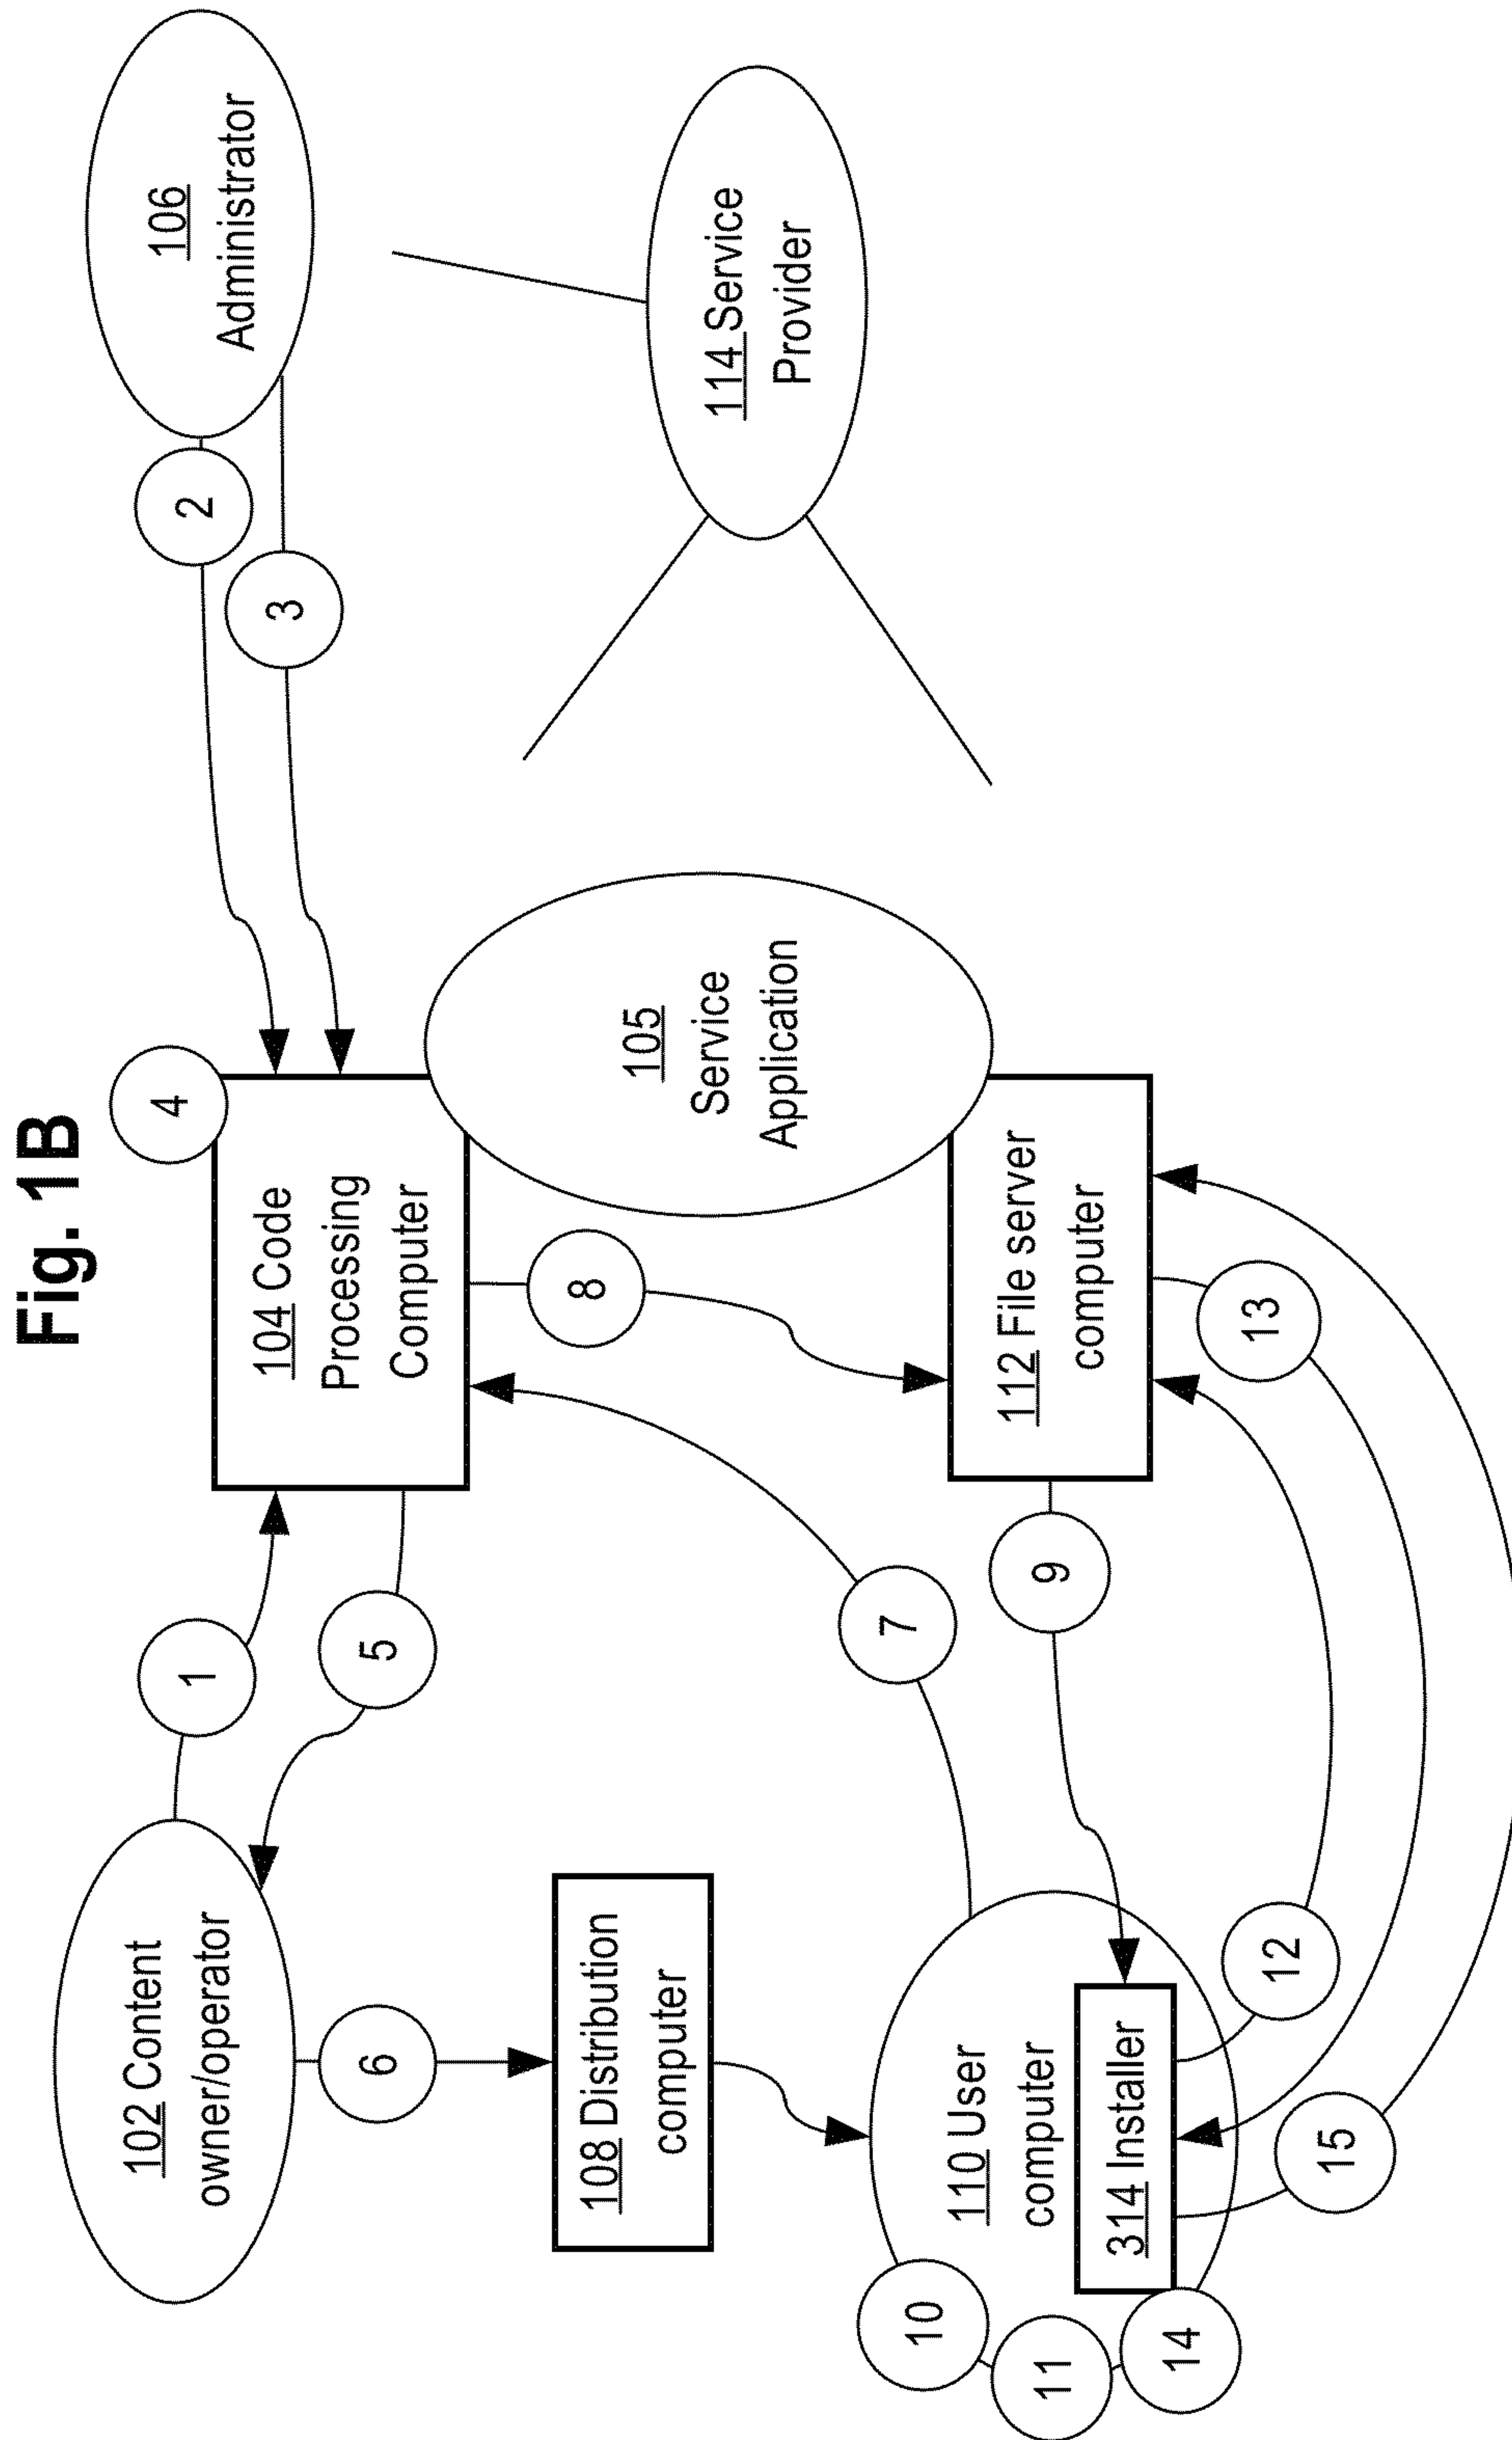 Fig. 1B
102 Content
owner/operator
1
5
6
104 Code
Processing
Computer
4
2
3
106
Administrator
108 Distribution
computer
7
8
105
Service
Application
114 Service
Provider
110 User
computer
314 Installer
9
112 File server
computer
10
11
14
12
13
15